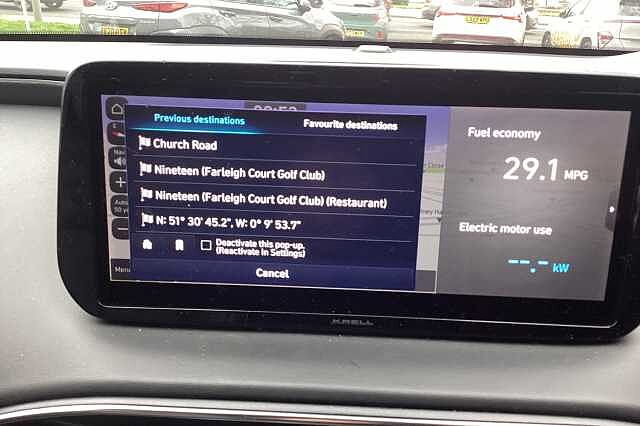 Previous destinations
Favourite destinations
Church Road
Nineteen (Farleigh Court Golf Club)
Nineteen (Farleigh Court Golf Club) (Restaurant)
N: 51° 30' 45.2", W: 0° 9' 53.7"
Deactivate this pop-up.
(Reactivate in Settings)
Cancel
Menu
Fuel economy
29.1 MPG
Electric motor use
--.- kW
KRELL